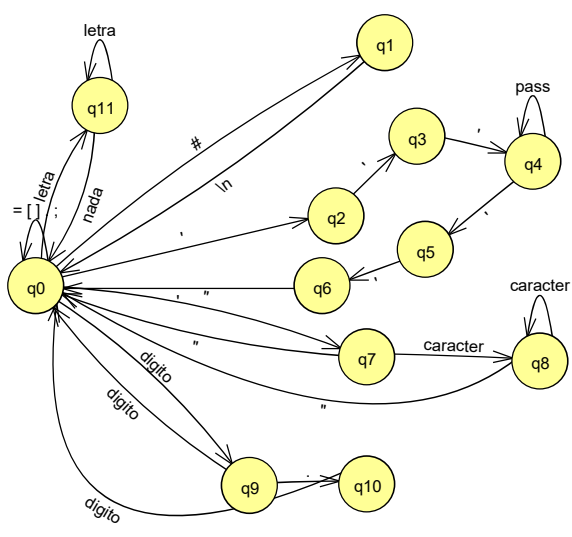 letra
q11
q1
pass
q3
'
q4
#
'
letra
nada
\n
= [ ] , ;
q2
'
'
q5
q0
q6
'
caracter
' "
q7
caracter
q8
"
digito
"
digito
q9
.
q10
digito